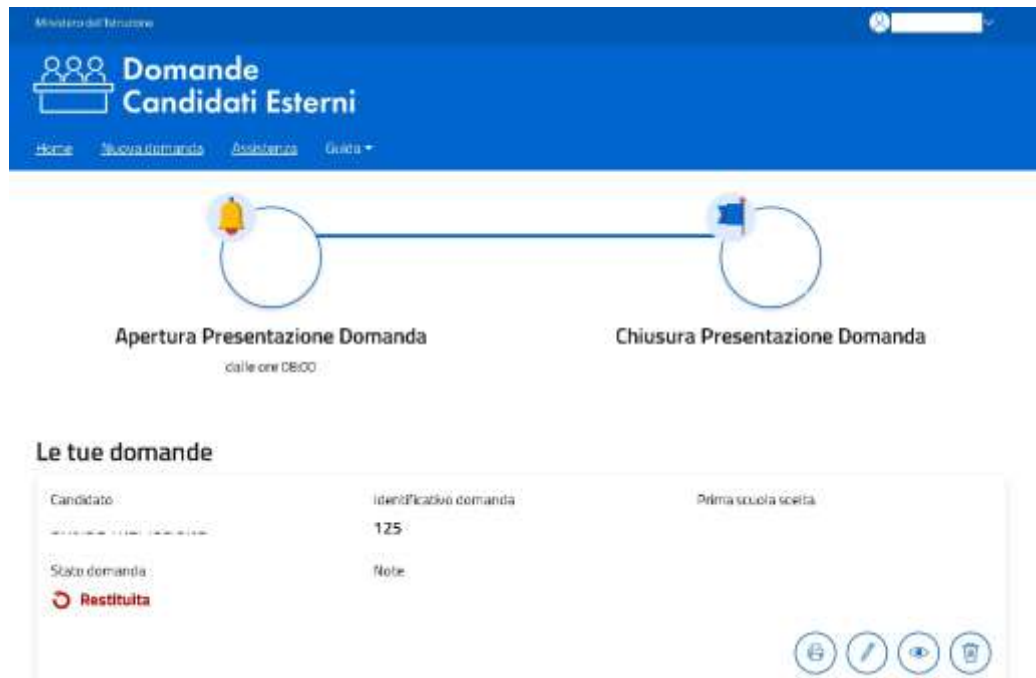 Ministero dell'Istruzione
Domande
Candidati Esterni
Home Nuova domanda Assistenza Guida
Apertura Presentazione Domanda
dalle ore 08:00
Chiusura Presentazione Domanda
Le tue domande
Candidato Identificativo domanda Prima scuola scelta
125
Stato domanda Note
Restituita